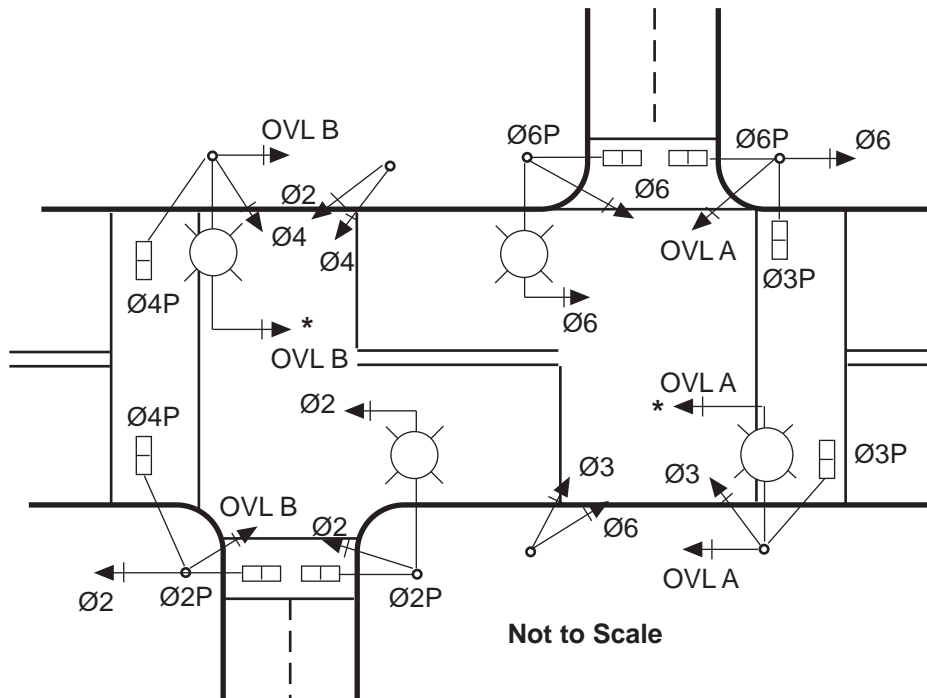 OVL B
Ø6P
Ø6P
Ø6
Ø2
Ø6
Ø4
Ø4
OVL A
Ø3P
Ø4P
*
Ø6
OVL B
OVL A
*
Ø2
Ø4P
Ø3
Ø3
Ø3P
OVL B
Ø2
Ø6
OVL A
Ø2
Ø2P
Ø2P
Not to Scale